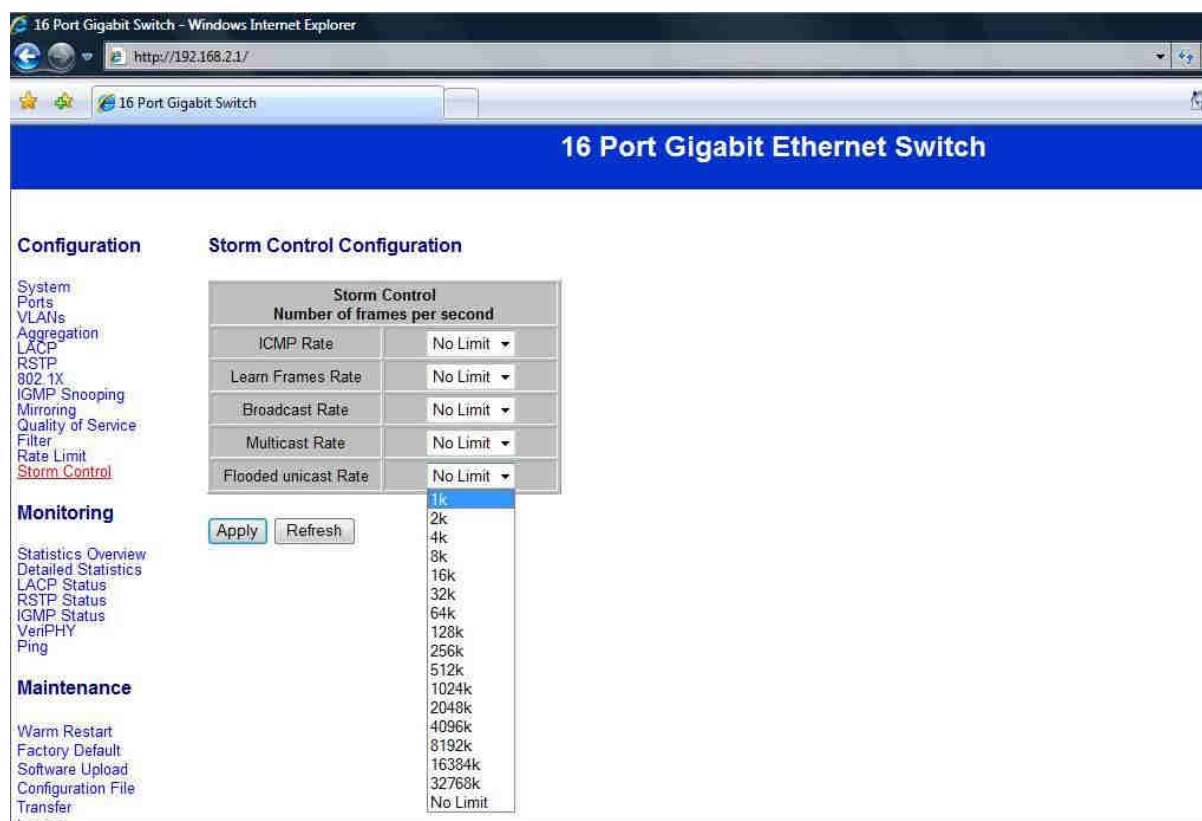 16 Port Gigabit Switch - Windows Internet Explorer
http://192.168.2.1/
16 Port Gigabit Switch
16 Port Gigabit Ethernet Switch
Configuration
System
Ports
VLANs
Aggregation
LACP
RSTP
802.1X
IGMP Snooping
Mirroring
Quality of Service
Filter
Rate Limit
Storm Control
Monitoring
Statistics Overview
Detailed Statistics
LACP Status
RSTP Status
IGMP Status
VeriPHY
Ping
Maintenance
Warm Restart
Factory Default
Software Upload
Configuration File
Transfer
Storm Control Configuration
Storm Control
Number of frames per second
ICMP Rate No Limit
Learn Frames Rate No Limit
Broadcast Rate No Limit
Multicast Rate No Limit
Flooded unicast Rate No Limit
1k
2k
4k
8k
16k
32k
64k
128k
256k
512k
1024k
2048k
4096k
8192k
16384k
32768k
No Limit
Apply Refresh